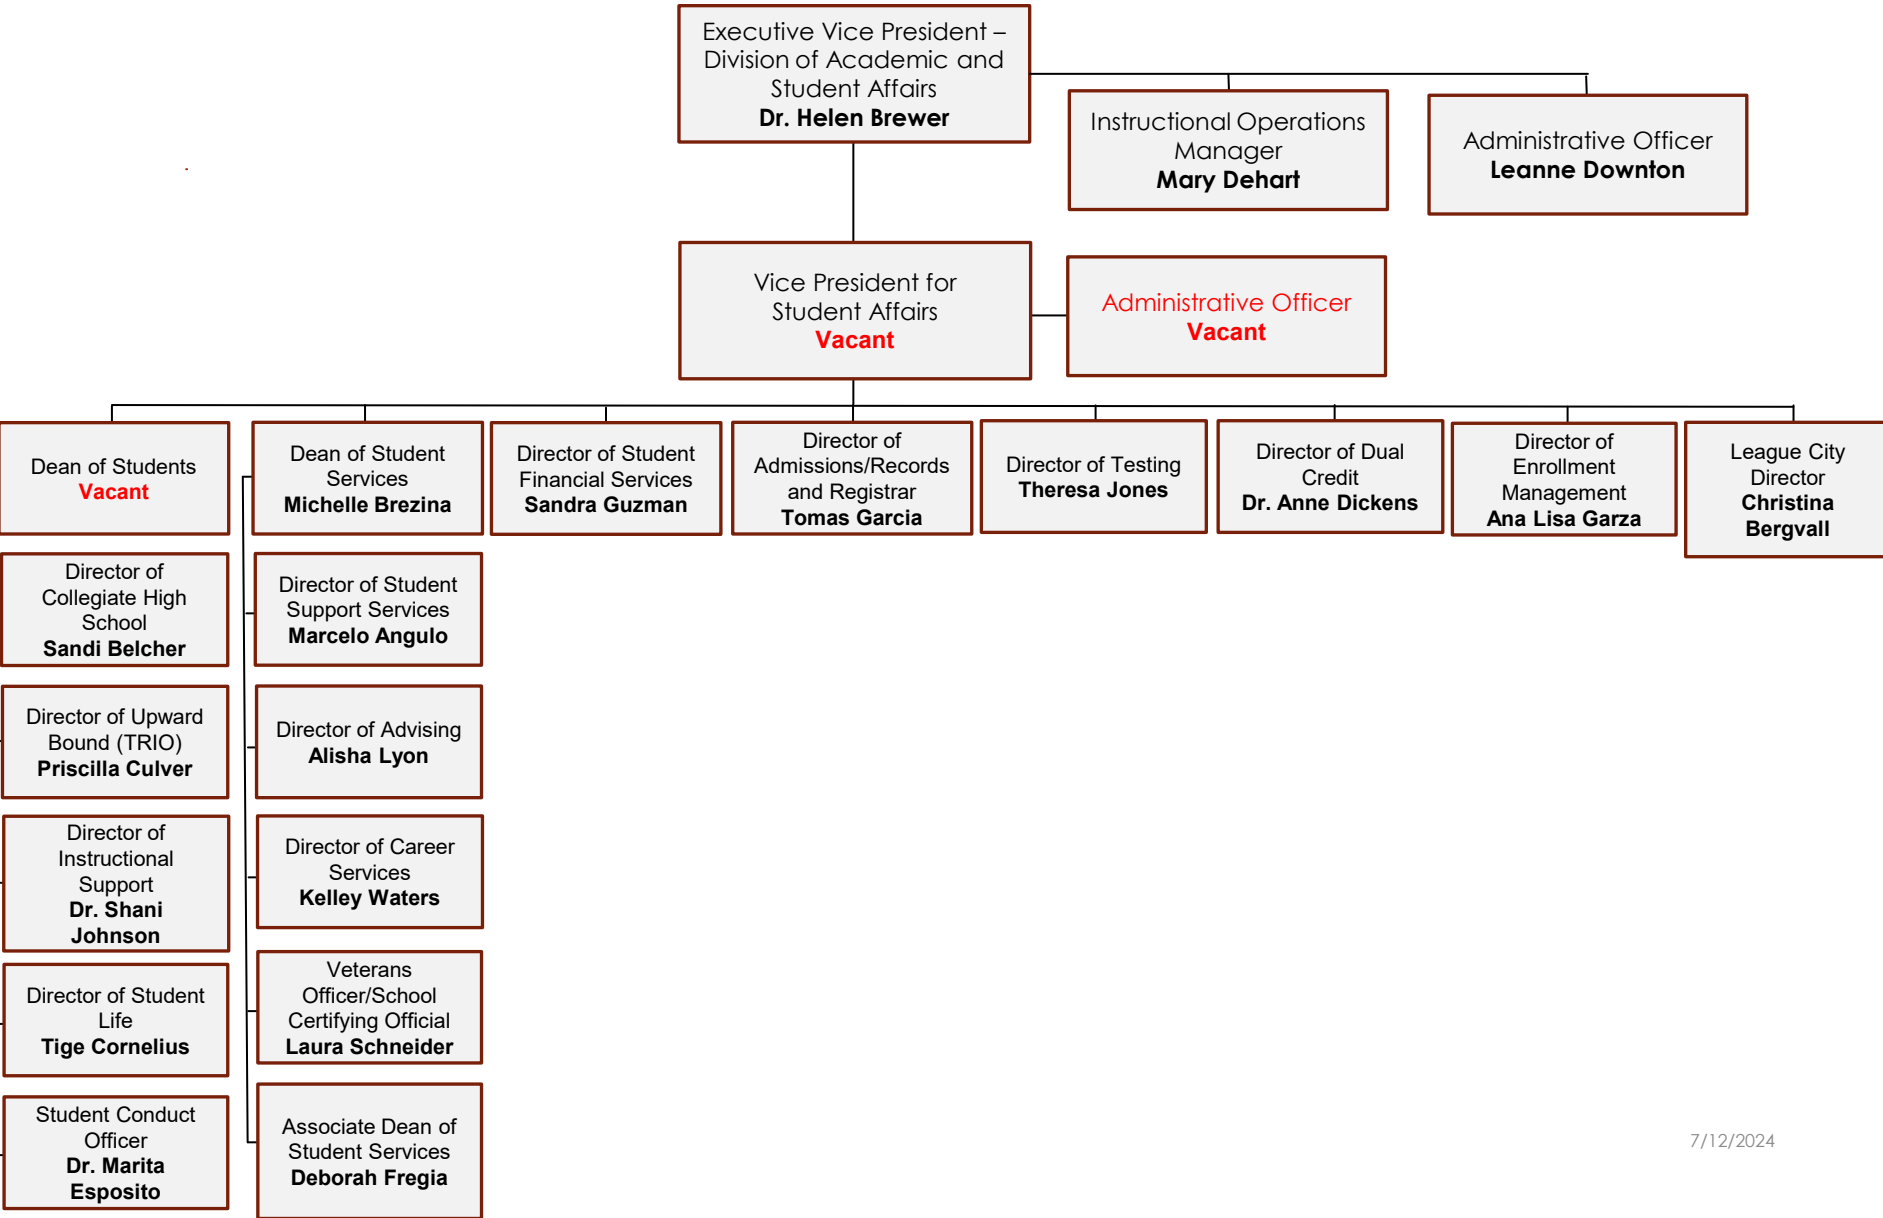 Executive Vice President –
Division of Academic and
Student Affairs
Dr. Helen Brewer
Instructional Operations
Manager
Mary Dehart
Administrative Officer
Leanne Downton
Vice President for
Student Affairs
Vacant
Administrative Officer
Vacant
Dean of Students
Vacant
Dean of Student
Services
Michelle Brezina
Director of Student
Financial Services
Sandra Guzman
Director of
Admissions/Records
and Registrar
Tomas Garcia
Director of Testing
Theresa Jones
Director of Dual
Credit
Dr. Anne Dickens
Director of
Enrollment
Management
Ana Lisa Garza
League City
Director
Christina
Bergvall
Director of
Collegiate High
School
Sandi Belcher
Director of Upward
Bound (TRIO)
Priscilla Culver
Director of
Instructional
Support
Dr. Shani
Johnson
Director of Student
Life
Tige Cornelius
Student Conduct
Officer
Dr. Marita
Esposito
Director of Student
Support Services
Marcelo Angulo
Director of Advising
Alisha Lyon
Director of Career
Services
Kelley Waters
Veterans
Officer/School
Certifying Official
Laura Schneider
Associate Dean of
Student Services
Deborah Fregia
7/12/2024